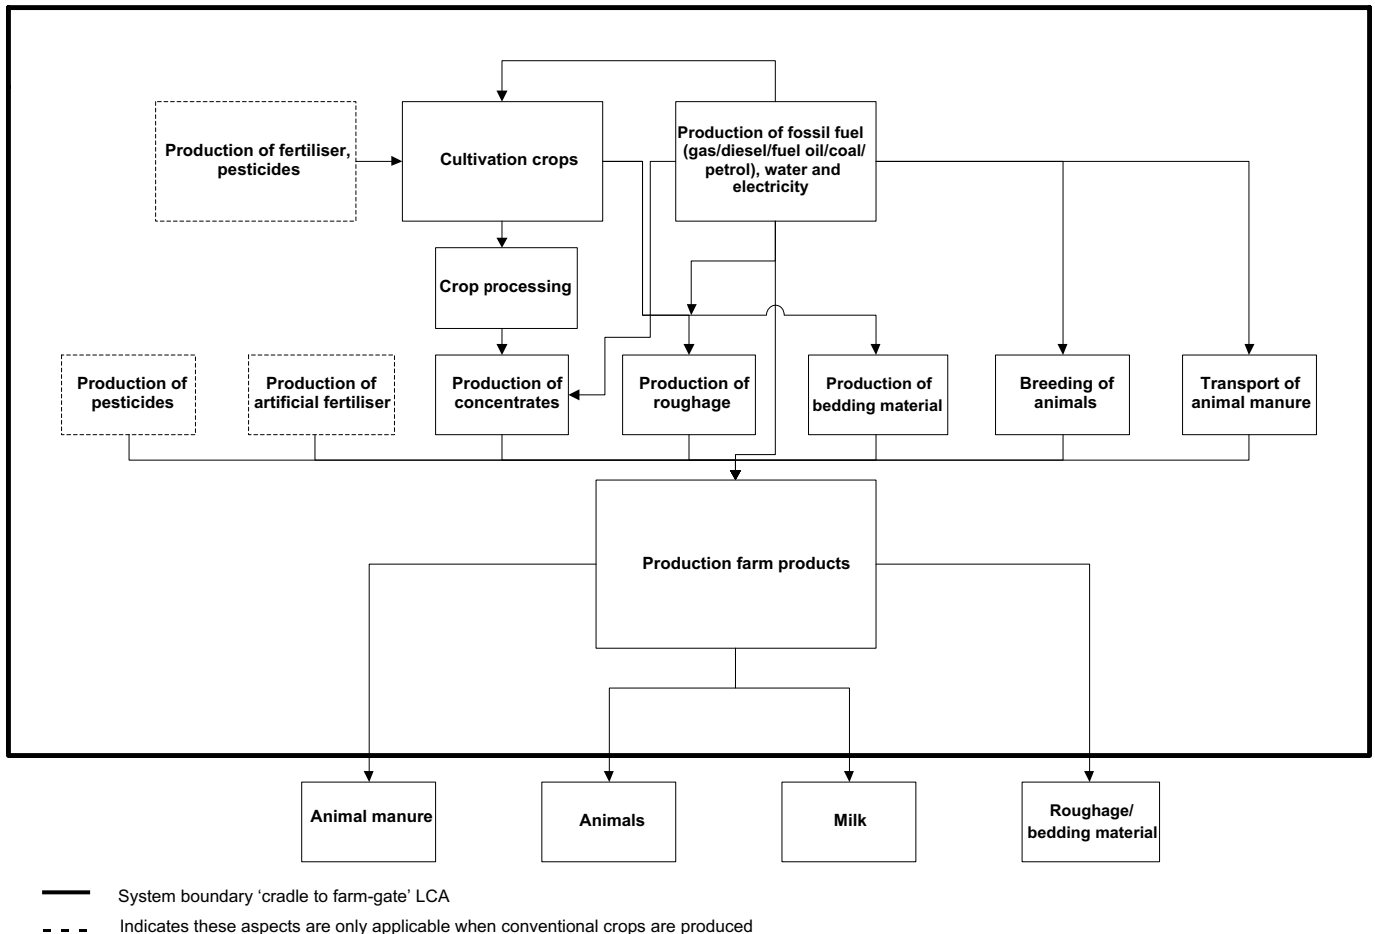 Production of fertiliser,
pesticides
Cultivation crops
Production of fossil fuel
(gas/diesel/fuel oil/coal/
petrol), water and
electricity
Crop processing
Production of
pesticides
Production of
artificial fertiliser
Production of
concentrates
Production of
roughage
Production of
bedding material
Breeding of
animals
Transport of
animal manure
Production farm products
Animal manure
Animals
Milk
Roughage/
bedding material
System boundary ‘cradle to farm-gate’ LCA
Indicates these aspects are only applicable when conventional crops are produced